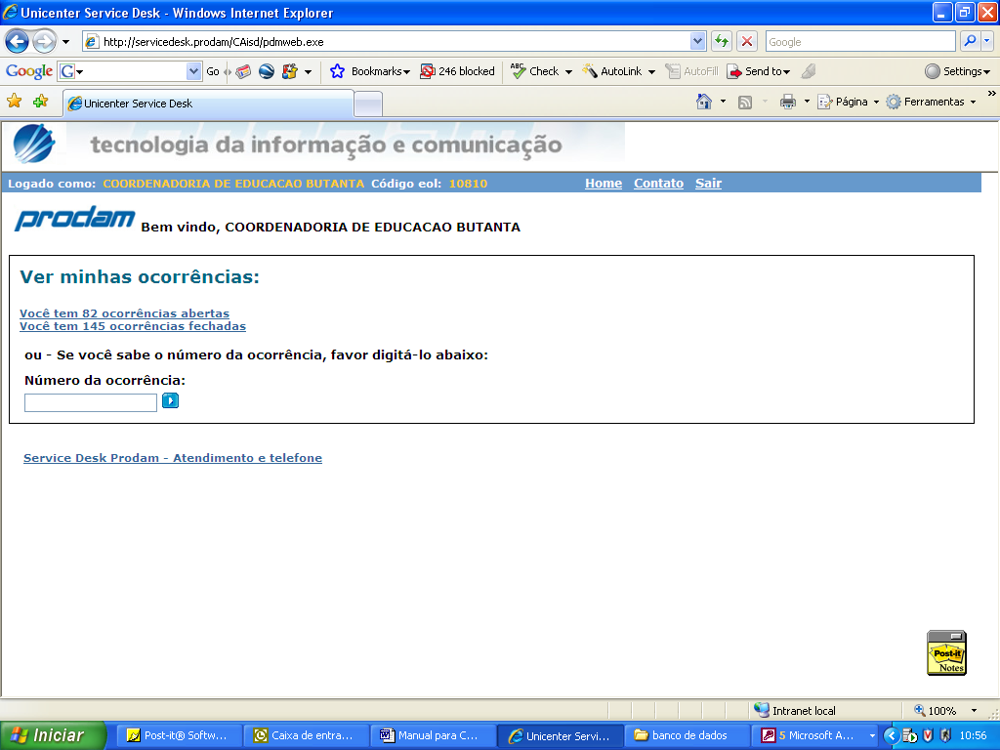 Unicenter Service Desk - Windows Internet Explorer
http://servicedesk.prodam/CAisd/pdmweb.exe
Google
Google G Go Bookmarks 246 blocked ABC Check AutoLink AutoFill Send to Settings
Unicenter Service Desk Página Ferramentas »
tecnologia da informação e comunicação
Logado como: COORDENADORIA DE EDUCACAO BUTANTA Código eol: 10810 Home Contato Sair
prodam Bem vindo, COORDENADORIA DE EDUCACAO BUTANTA
Ver minhas ocorrências:
Você tem 82 ocorrências abertas
Você tem 145 ocorrências fechadas
ou - Se você sabe o número da ocorrência, favor digitá-lo abaixo:
Número da ocorrência:
Service Desk Prodam - Atendimento e telefone
Post-it
Notes
Intranet local 100%
Iniciar Post-it® Softw... Caixa de entra... Manual para C... Unicenter Servi... banco de dados 5 Microsoft A... 10:56